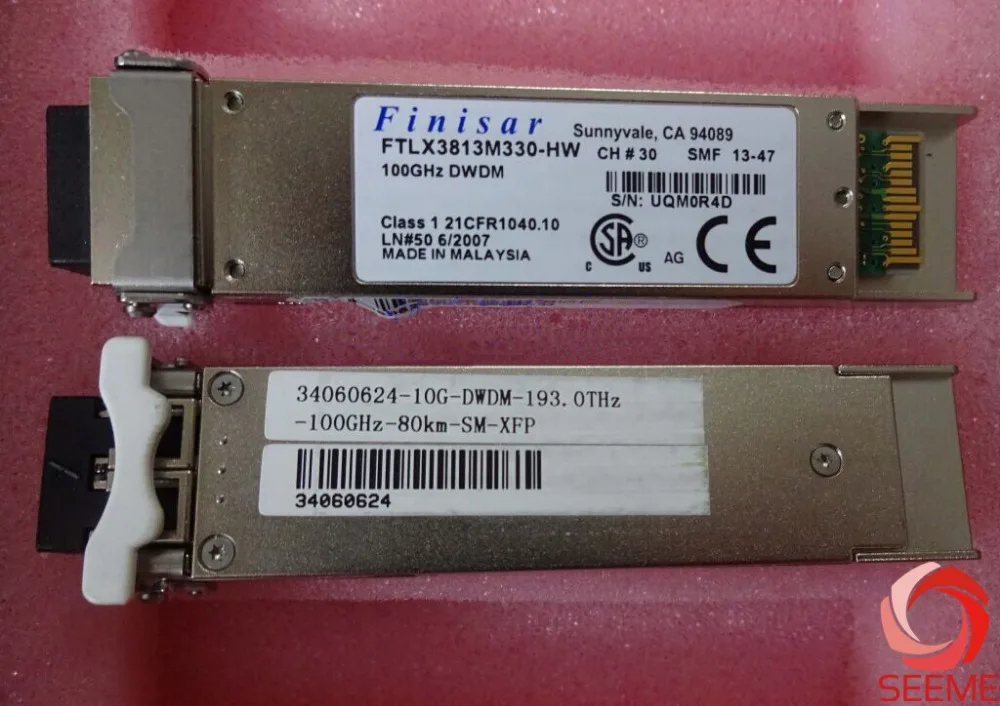 Finisar Sunnyvale, CA 94089
FTLX3813M330-HW CH # 30 SMF 13-47
100GHz DWDM
S/N: UQM0R4D
Class 1 21CFR1040.10
LN#50 6/2007
MADE IN MALAYSIA
SA ®
C US AG CE
34060624-10G-DWDM-193.0THz
-100GHz-80km-SM-XFP
34060624
SEEME